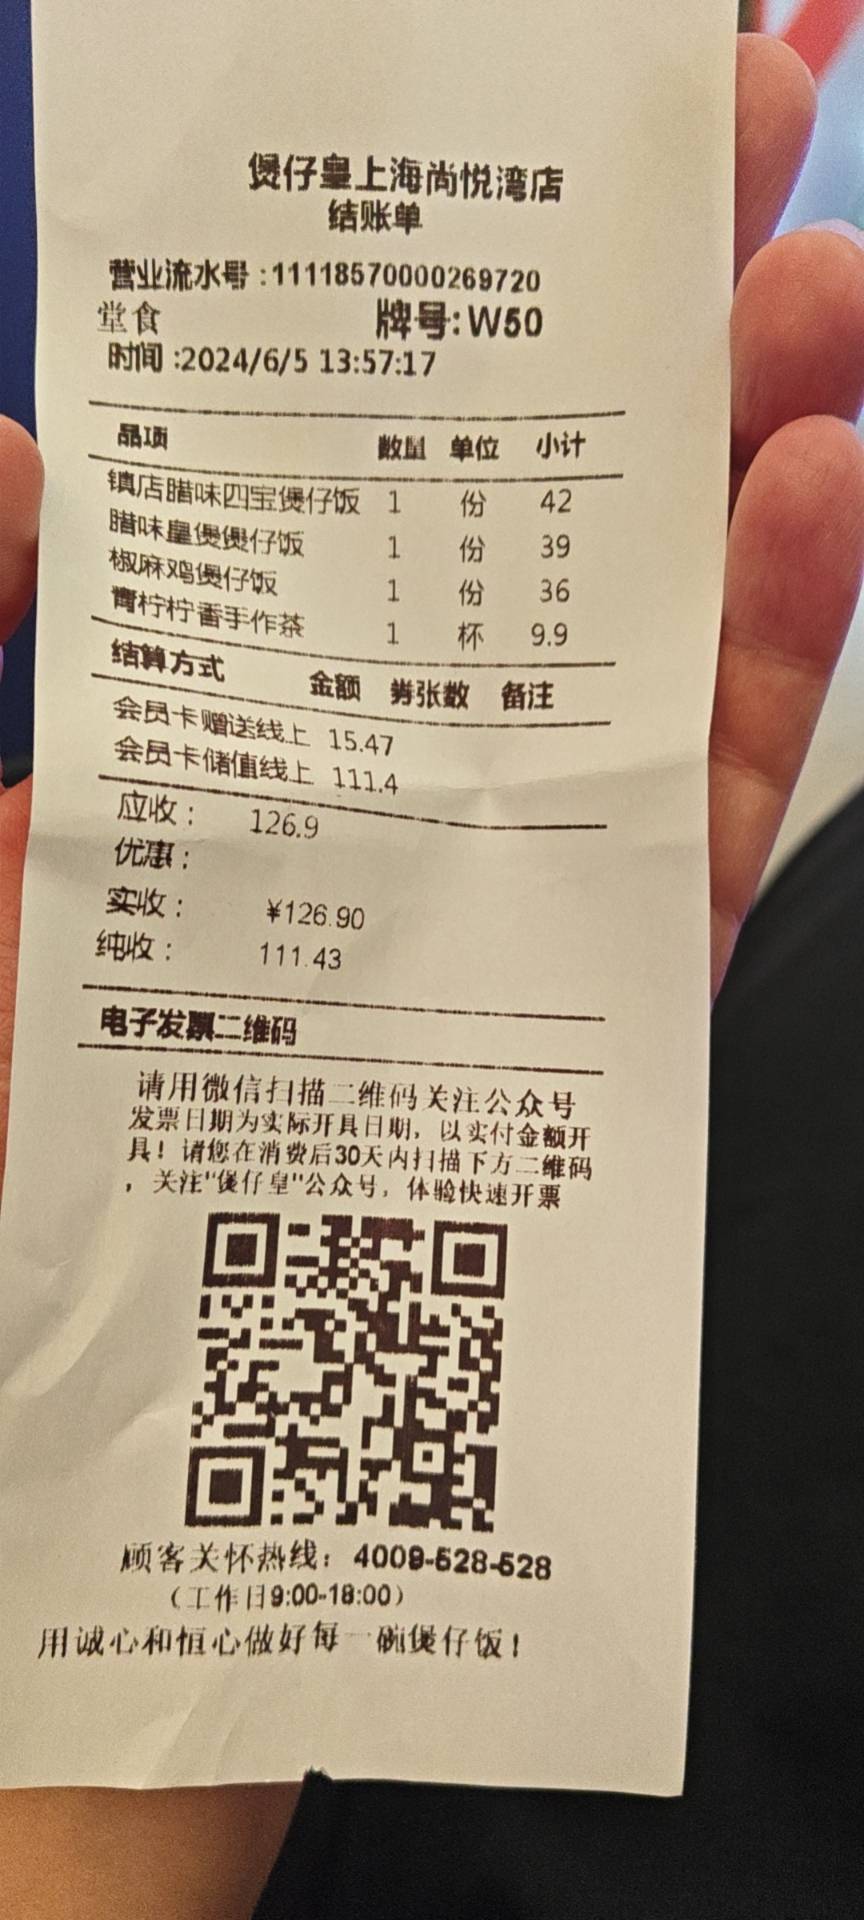 煲仔皇上海尚悦湾店
结账单
营业流水号:11118570000269720
堂食 牌号:W50
时间:2024/6/5 13:57:17
品项 数量 单位 小计
镇店腊味四宝煲仔饭 1 份 42
腊味皇煲煲仔饭 1 份 39
椒麻鸡煲仔饭 1 份 36
青柠柠香手作茶 1 杯 9.9
结算方式 金额 券张数 备注
会员卡赠送线上 15.47
会员卡储值线上 111.4
应收: 126.9
优惠:
实收: ¥126.90
纯收: 111.43
电子发票二维码
请用微信扫描二维码关注公众号
发票日期为实际开具日期，以实付金额开
具！请您在消费后30天内扫描下方二维码
，关注"煲仔皇"公众号，体验快速开票
顾客关怀热线：4009-528-528
（工作日9:00-18:00）
用诚心和恒心做好每一碗煲仔饭！